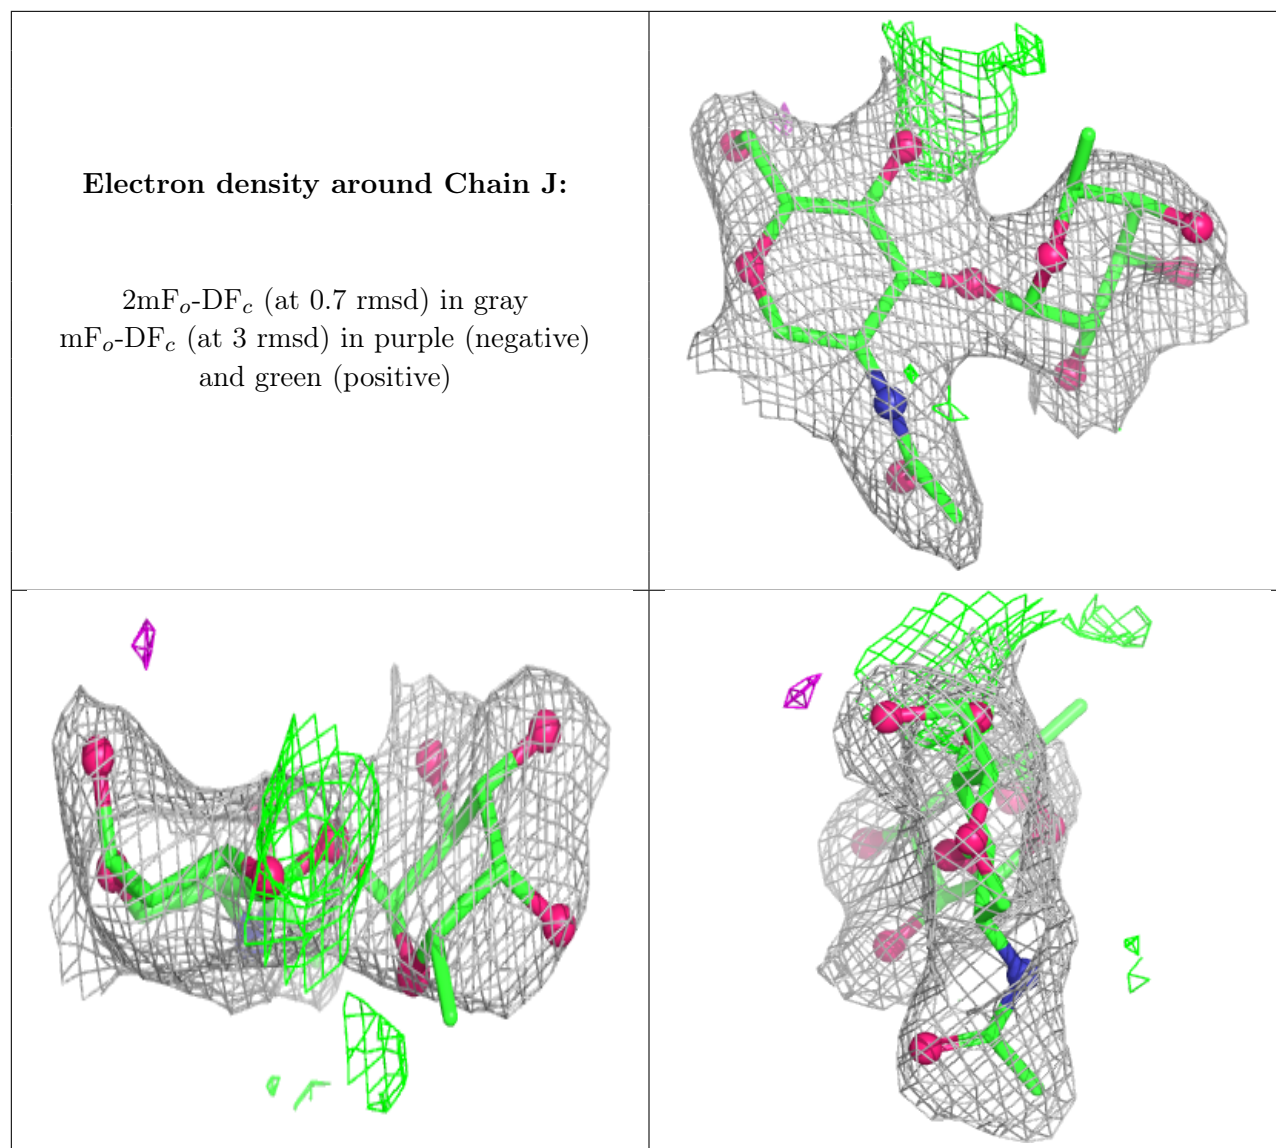 Electron density around Chain J:
2mFₒ-DF𝑐 (at 0.7 rmsd) in gray
mFₒ-DF𝑐 (at 3 rmsd) in purple (negative)
and green (positive)